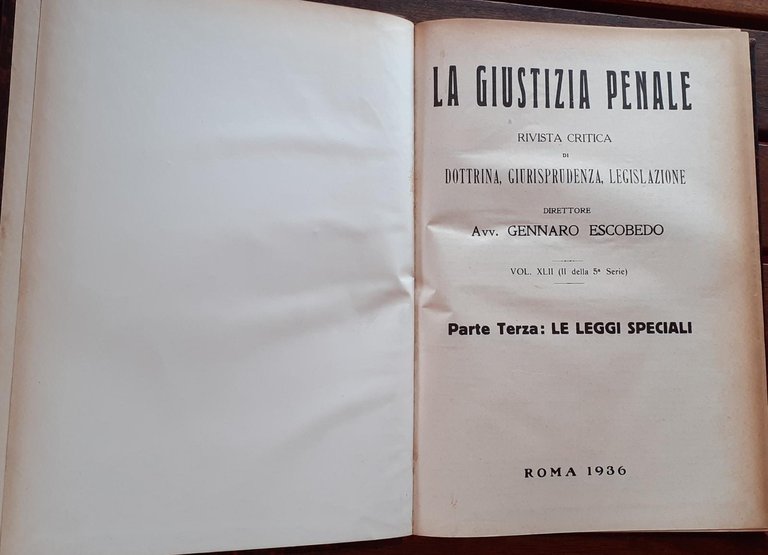 LA GIUSTIZIA PENALE
RIVISTA CRITICA
DI
DOTTRINA, GIURISPRUDENZA, LEGISLAZIONE
DIRETTORE
Avv. GENNARO ESCOBEDO
VOL. XLII (II della 5ª Serie)
Parte Terza: LE LEGGI SPECIALI
ROMA 1936